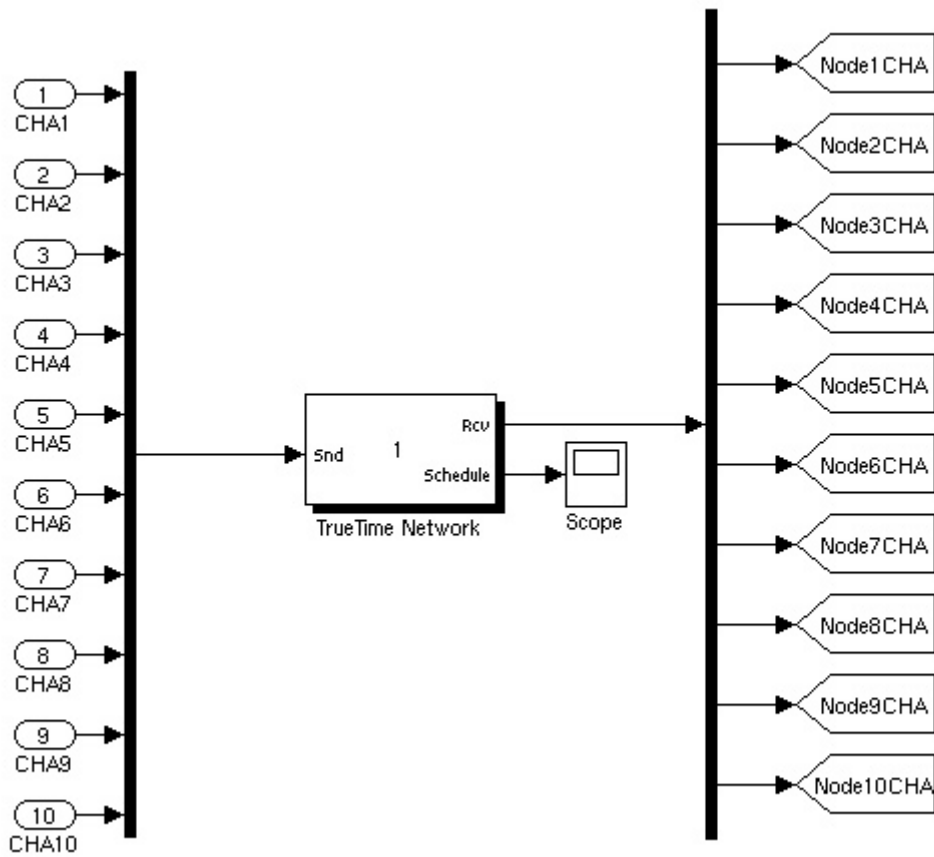 1
CHA1
2
CHA2
3
CHA3
4
CHA4
5
CHA5
6
CHA6
7
CHA7
8
CHA8
9
CHA9
10
CHA10
Snd
1
Rcv
Schedule
TrueTime Network
Scope
Node1CHA
Node2CHA
Node3CHA
Node4CHA
Node5CHA
Node6CHA
Node7CHA
Node8CHA
Node9CHA
Node10CHA